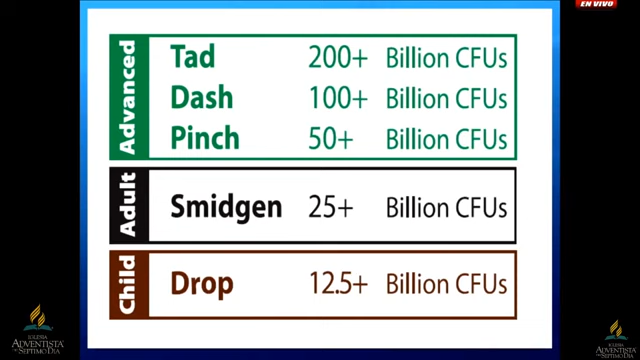 EN VIVO
Advanced
Tad 200+ Billion CFUs
Dash 100+ Billion CFUs
Pinch 50+ Billion CFUs
Adult
Smidgen 25+ Billion CFUs
Child
Drop 12.5+ Billion CFUs
IGLESIA
ADVENTISTA
DEL SÉPTIMO DÍA
IGLESIA
ADVENTISTA
DEL SÉPTIMO DÍA